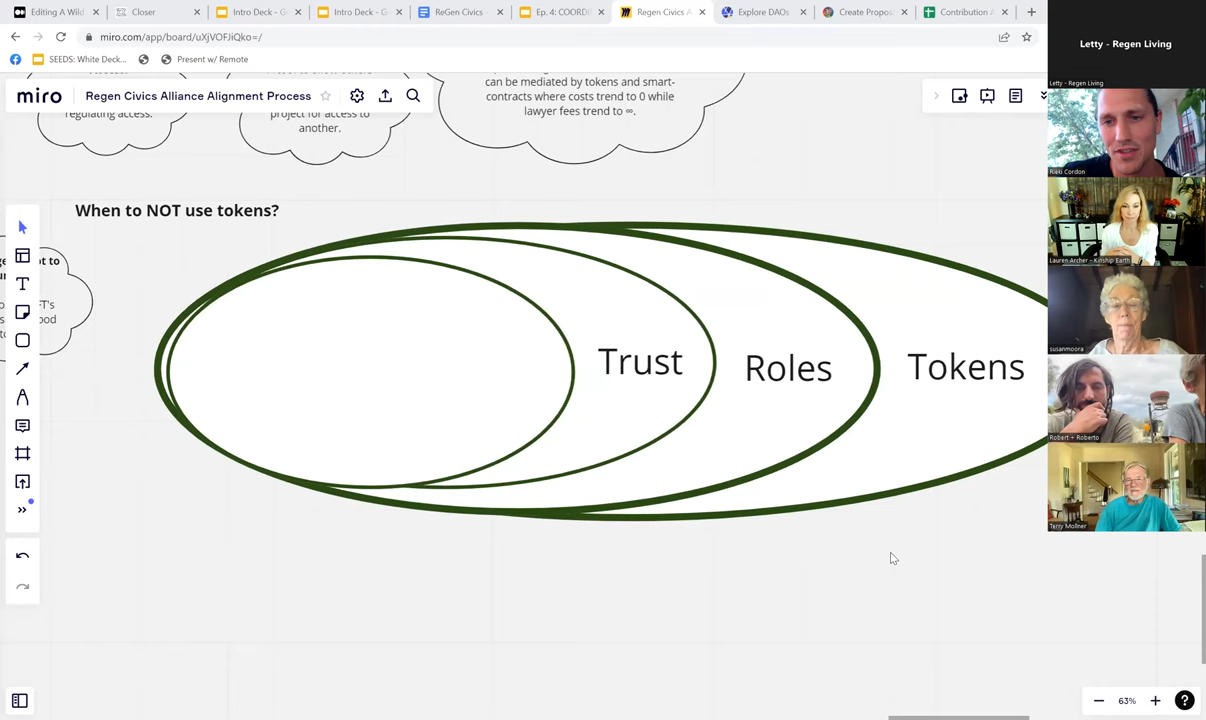 Editing A Wild
Closer
Intro Deck - G
Intro Deck - G
ReGen Civics
Ep. 4: COORDI
Regen Civics A
Explore DAOs
Create Propos
Contribution A
miro.com/app/board/uXjVOFJiQko=/
SEEDS: White Deck...
Present w/ Remote
miro
Regen Civics Alliance Alignment Process
can be mediated by tokens and smart-
contracts where costs trend to 0 while
lawyer fees trend to ∞.
regulating access.
project for access to
another.
When to NOT use tokens?
Trust
Roles
Tokens
63%
Letty - Regen Living
Letty - Regen Living
Rieki Cordon
Lauren Archer - Kinship Earth
susanmoora
Robert + Roberto
Terry Mollner